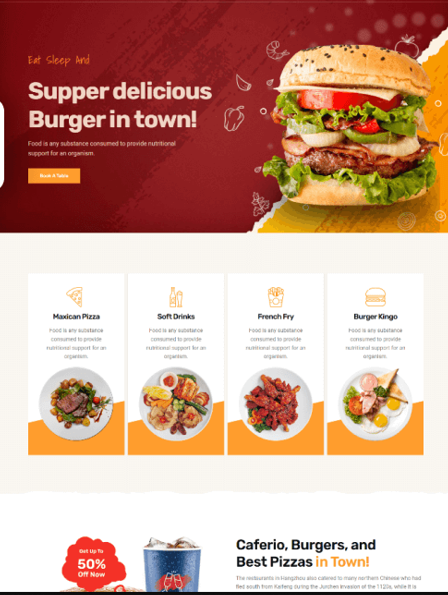 Eat Sleep And
Supper delicious
Burger in town!
Food is any substance consumed to provide nutritional
support for an organism.
Book A Table
Maxican Pizza
Food is any substance
consumed to provide
nutritional support for an
organism.
Soft Drinks
Food is any substance
consumed to provide
nutritional support for an
organism.
French Fry
Food is any substance
consumed to provide
nutritional support for an
organism.
Burger Kingo
Food is any substance
consumed to provide
nutritional support for an
organism.
Get Up To
50%
Off Now
Caferio, Burgers, and
Best Pizzas in Town!
The restaurants in Hangzhou also catered to many northern Chinese who had
fled south from Kaifeng during the Jurchen invasion of the 1120s, while it is